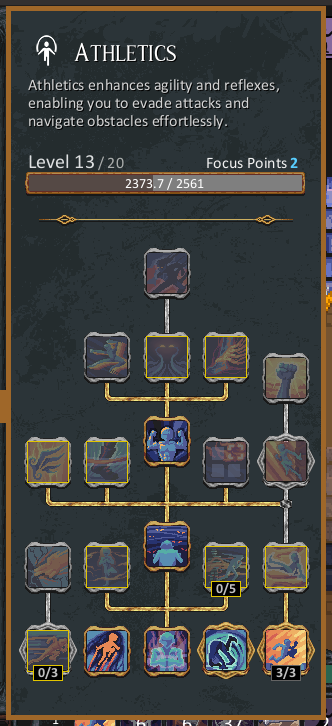 ATHLETICS
Athletics enhances agility and reflexes,
enabling you to evade attacks and
navigate obstacles effortlessly.
Level 13 / 20 Focus Points 2
2373.7 / 2561
0/5
0/3 3/3